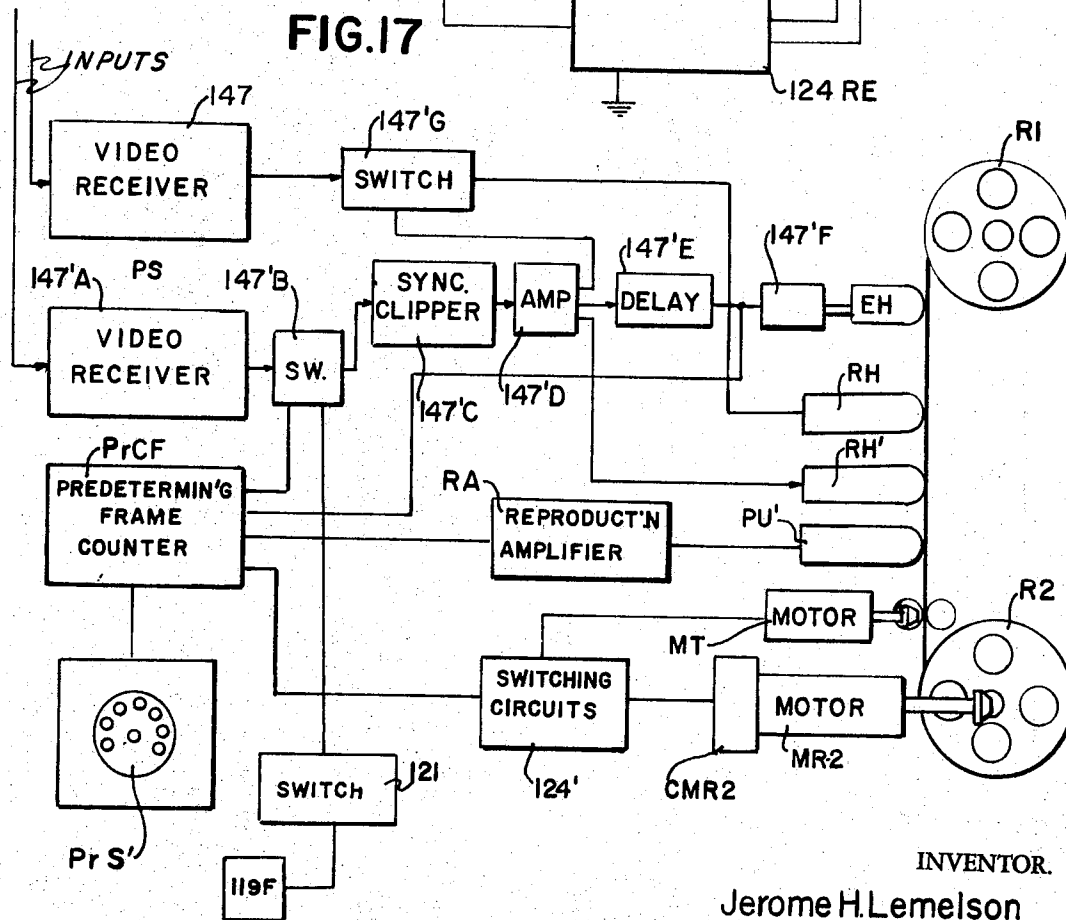 FIG.17
124 RE
INPUTS
147
VIDEO
RECEIVER
147'G
SWITCH
R1
PS
147'A
VIDEO
RECEIVER
147'B
SW.
SYNC.
CLIPPER
147'C
AMP
147'D
147'E
DELAY
147'F
EH
RH
RH'
PrCF
PREDETERMIN'G
FRAME
COUNTER
RA
REPRODUCT'N
AMPLIFIER
PU'
R2
MOTOR
MT
SWITCHING
CIRCUITS
124'
MOTOR
MR-2
CMR2
Pr S'
SWITCH
121
119F
INVENTOR.
Jerome H. Lemelson